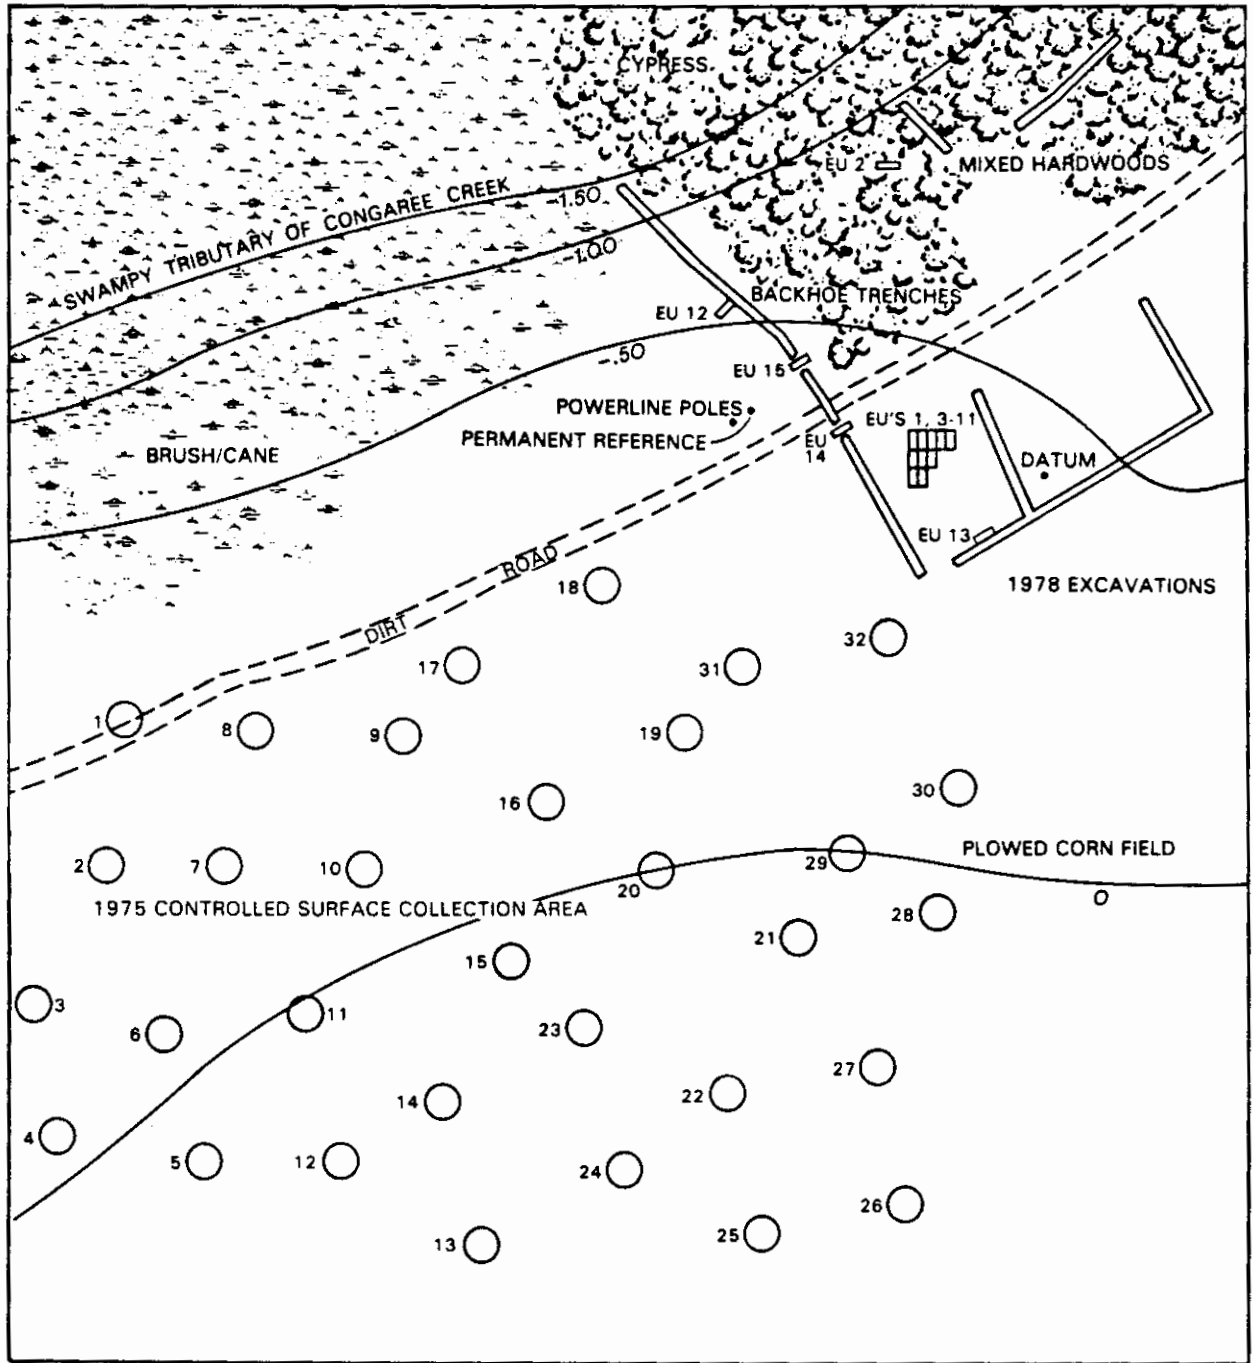 CYPRESS
EU 2
MIXED HARDWOODS
SWAMPY TRIBUTARY OF CONGAREE CREEK
-1.50
-1.00
BACKHOE TRENCHES
EU 12
-.50
EU 15
POWERLINE POLES
EU'S 1, 3-11
PERMANENT REFERENCE
EU
14
BRUSH/CANE
DATUM
EU 13
ROAD
1978 EXCAVATIONS
18
DIRT
32
17
31
1
8
9
19
30
16
PLOWED CORN FIELD
29
2
7
10
20
0
1975 CONTROLLED SURFACE COLLECTION AREA
28
21
15
3
11
6
23
27
22
14
4
5
12
24
26
25
13